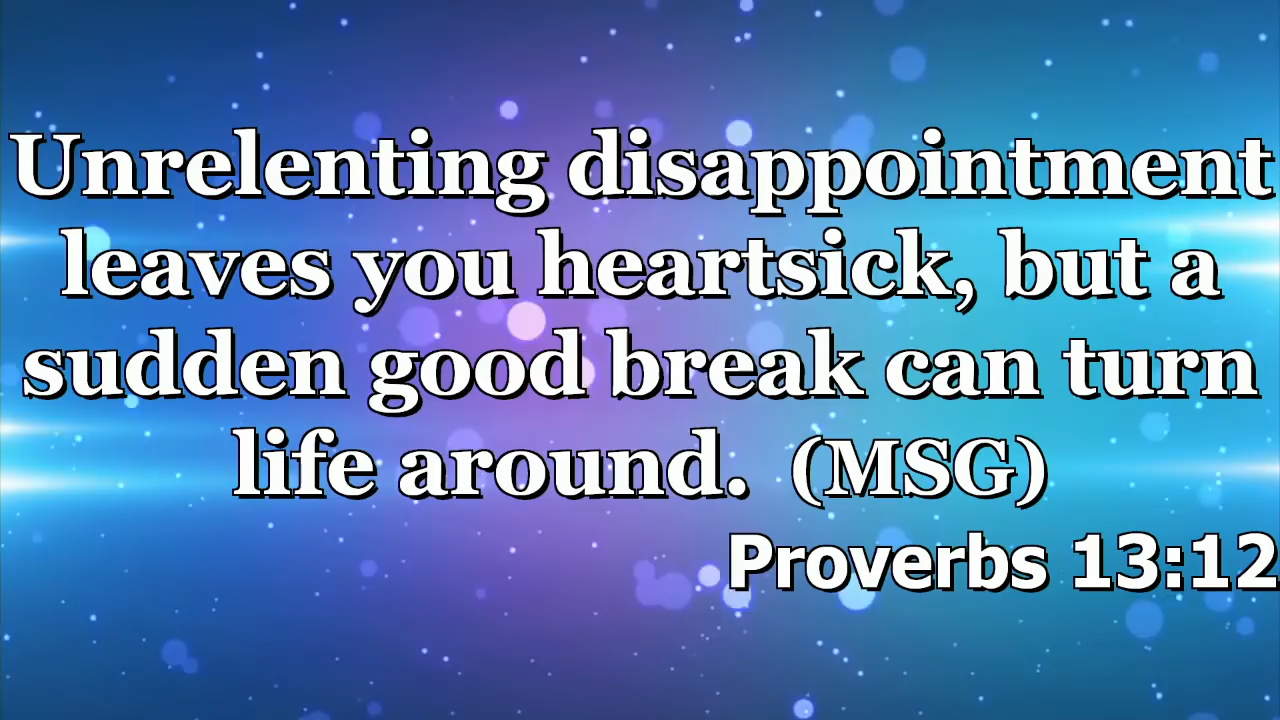 Unrelenting disappointment
leaves you heartsick, but a
sudden good break can turn
life around.  (MSG)
Proverbs 13:12